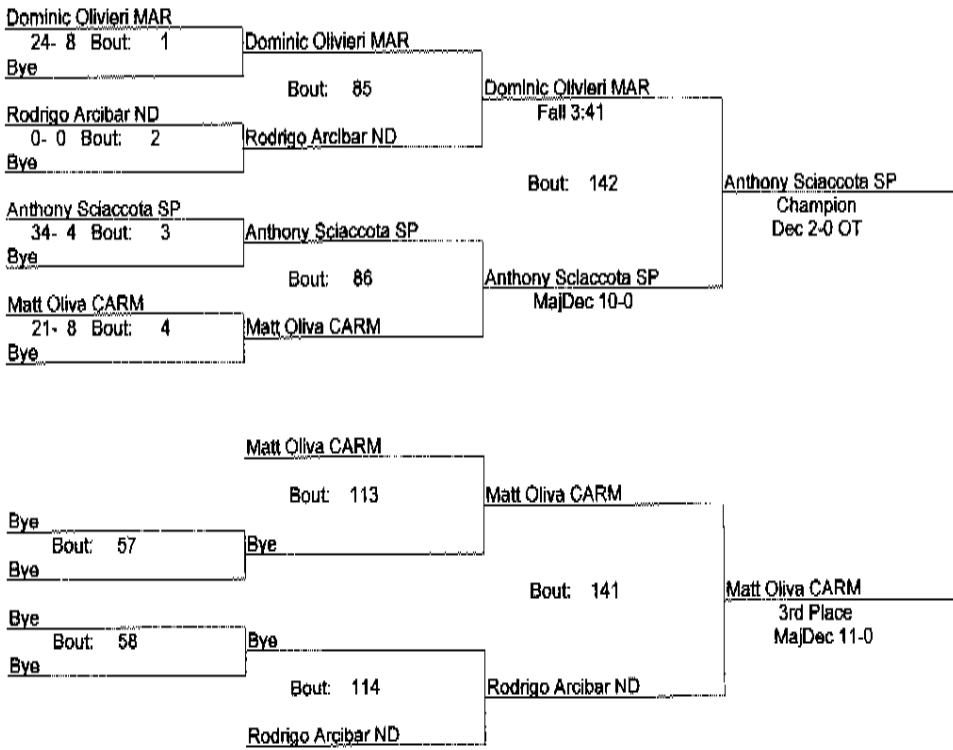 Dominic Olivieri MAR
24- 8 Bout: 1
Bye
Dominic Olivieri MAR
Bout: 85
Rodrigo Arcibar ND
0- 0 Bout: 2
Bye
Rodrigo Arcibar ND
Dominic Olivieri MAR
Fall 3:41
Bout: 142
Anthony Sciaccota SP
34- 4 Bout: 3
Bye
Anthony Sciaccota SP
Bout: 86
Matt Oliva CARM
21- 8 Bout: 4
Bye
Matt Oliva CARM
Anthony Sciaccota SP
MajDec 10-0
Anthony Sciaccota SP
Champion
Dec 2-0 OT
Matt Oliva CARM
Bout: 113
Bye
Bout: 57
Bye
Bye
Matt Oliva CARM
Bout: 141
Bye
Bout: 58
Bye
Bye
Bout: 114
Rodrigo Arcibar ND
Rodrigo Arcibar ND
Matt Oliva CARM
3rd Place
MajDec 11-0